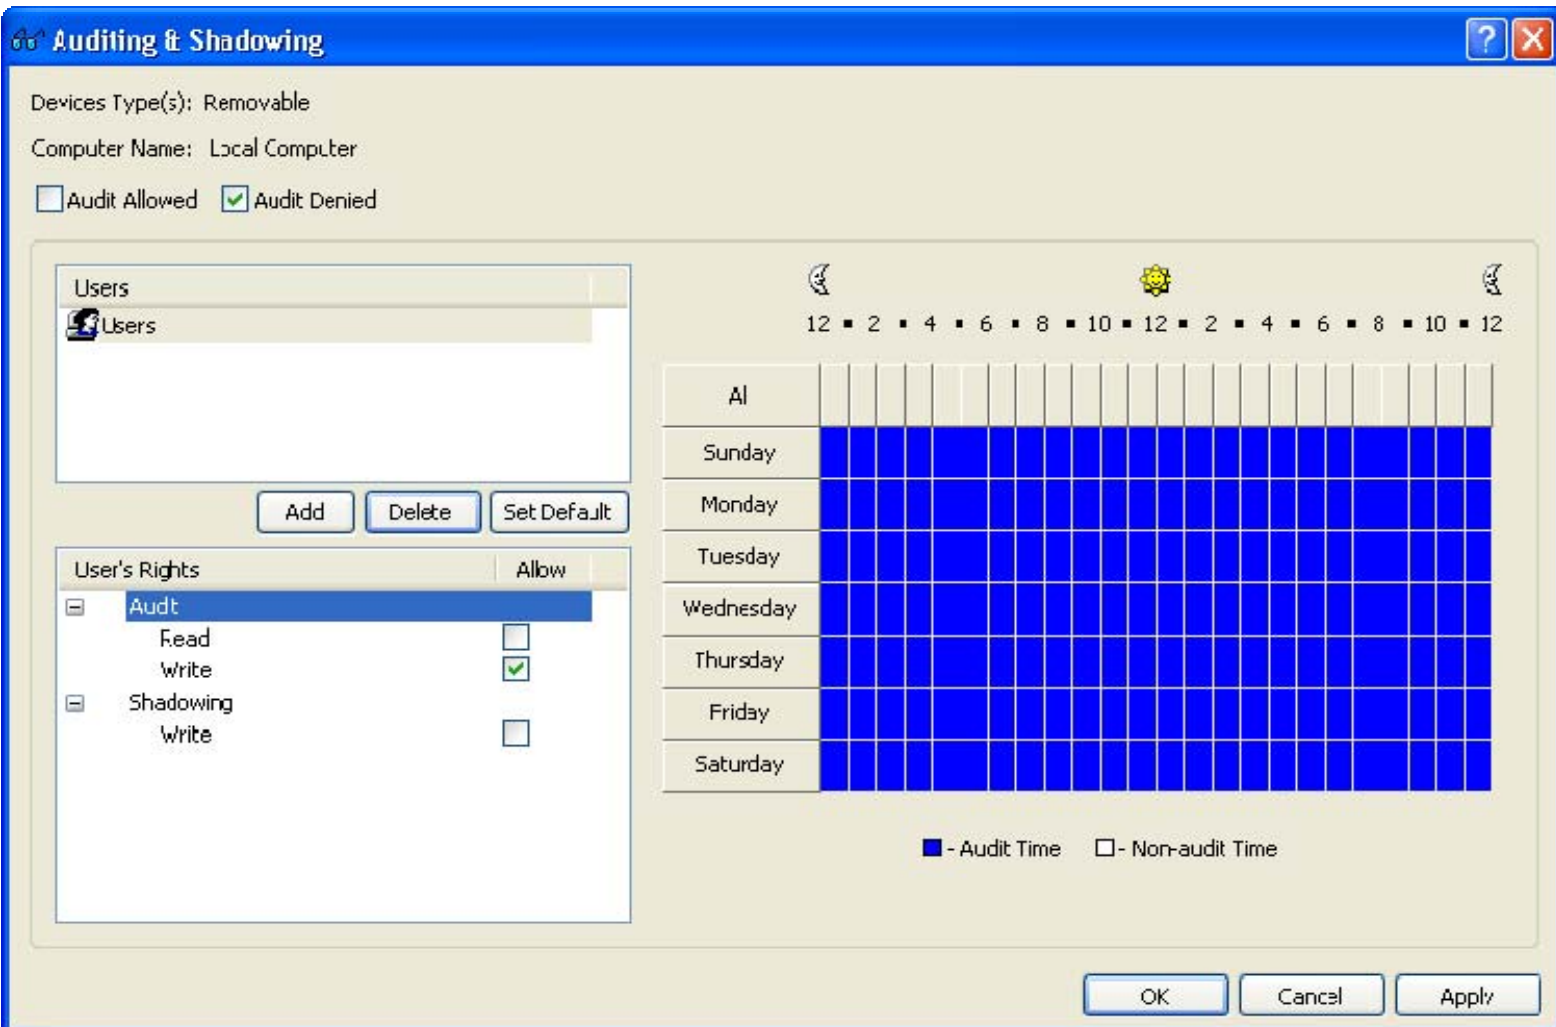 Auditing & Shadowing
Devices Type(s): Removable
Computer Name: Local Computer
Audit Allowed Audit Denied
Users
Users
Add Delete Set Default
User's Rights Allow
Audt
Read
Write
Shadowing
Write
12 ▪ 2 ▪ 4 ▪ 6 ▪ 8 ▪ 10 ▪ 12 ▪ 2 ▪ 4 ▪ 6 ▪ 8 ▪ 10 ▪ 12
Al
Sunday
Monday
Tuesday
Wednesday
Thursday
Friday
Saturday
- Audit Time - Non-audit Time
OK Cancel Apply